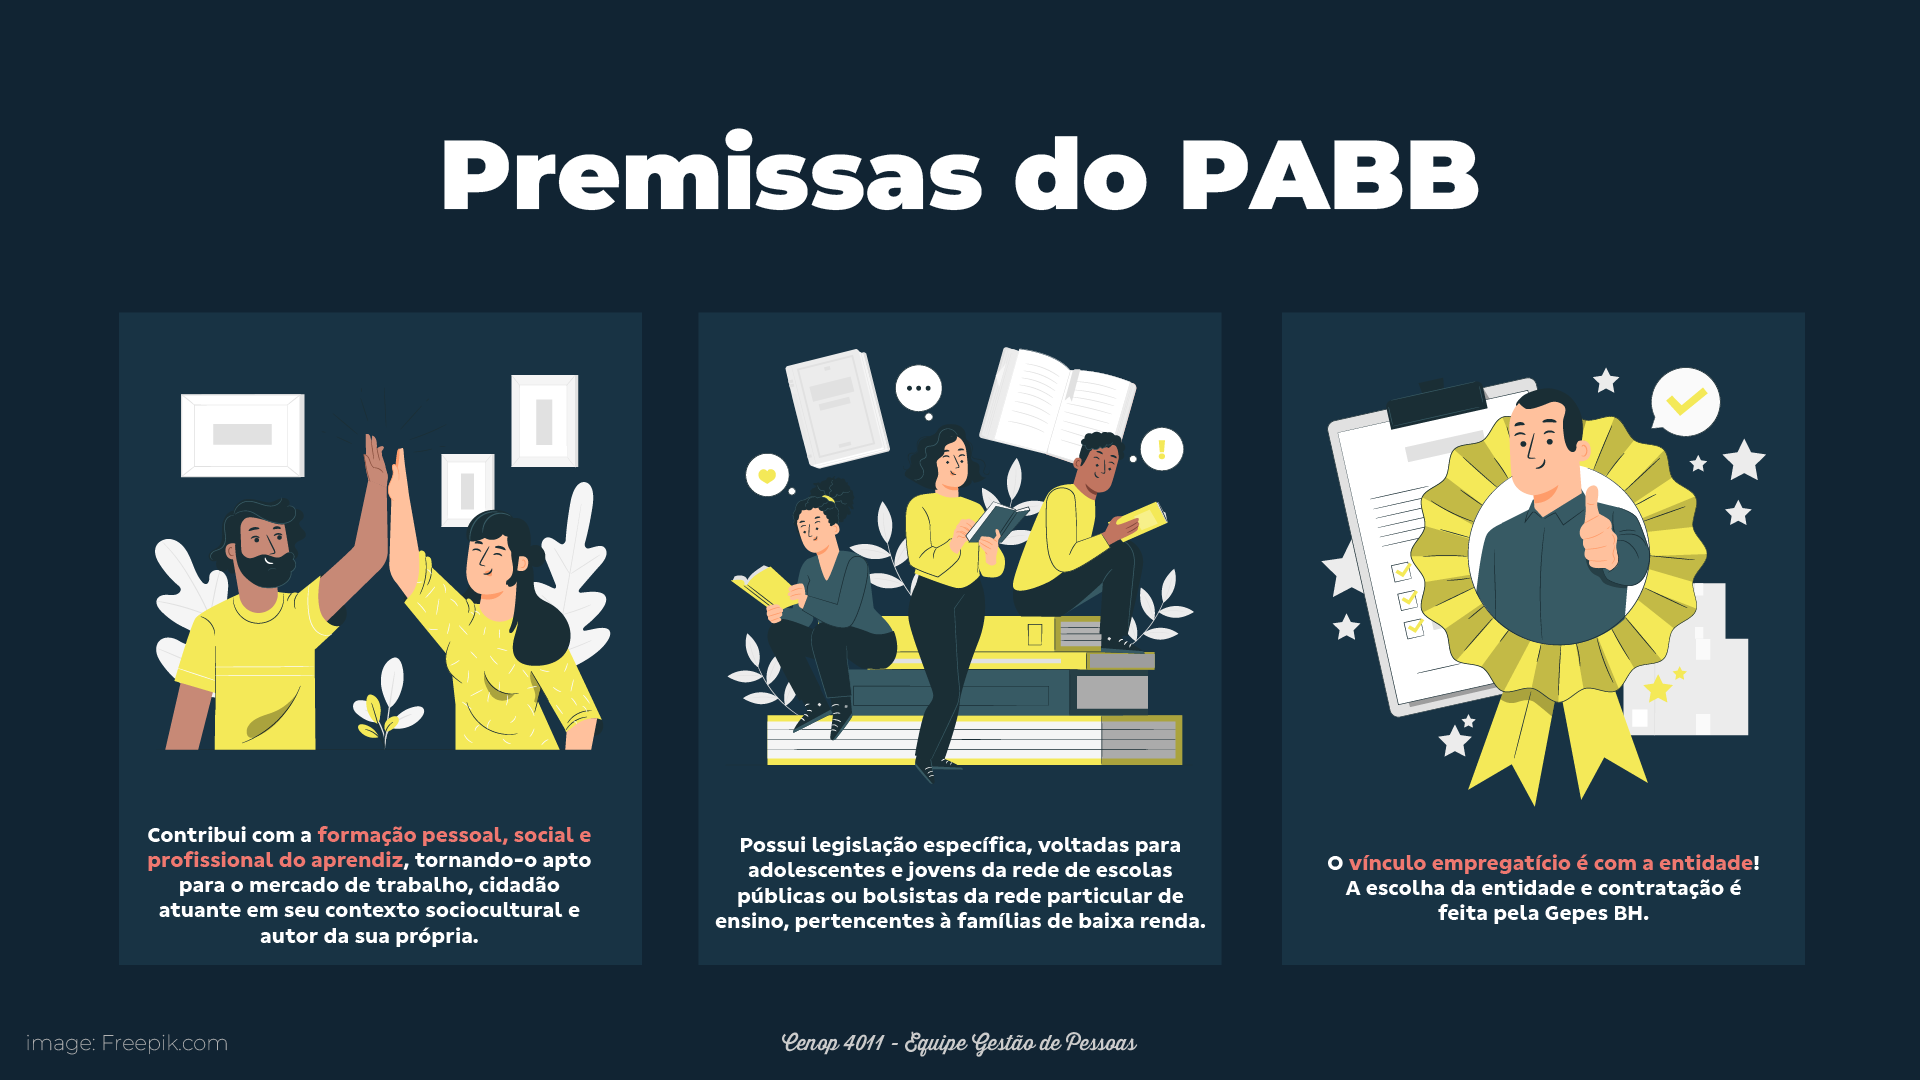 Premissas do PABB
Contribui com a formação pessoal, social e
profissional do aprendiz, tornando-o apto
para o mercado de trabalho, cidadão
atuante em seu contexto sociocultural e
autor da sua própria.
Possui legislação específica, voltadas para
adolescentes e jovens da rede de escolas
públicas ou bolsistas da rede particular de
ensino, pertencentes à famílias de baixa renda.
O vínculo empregatício é com a entidade!
A escolha da entidade e contratação é
feita pela Gepes BH.
image: Freepik.com
Cenop 4011 - Equipe Gestão de Pessoas